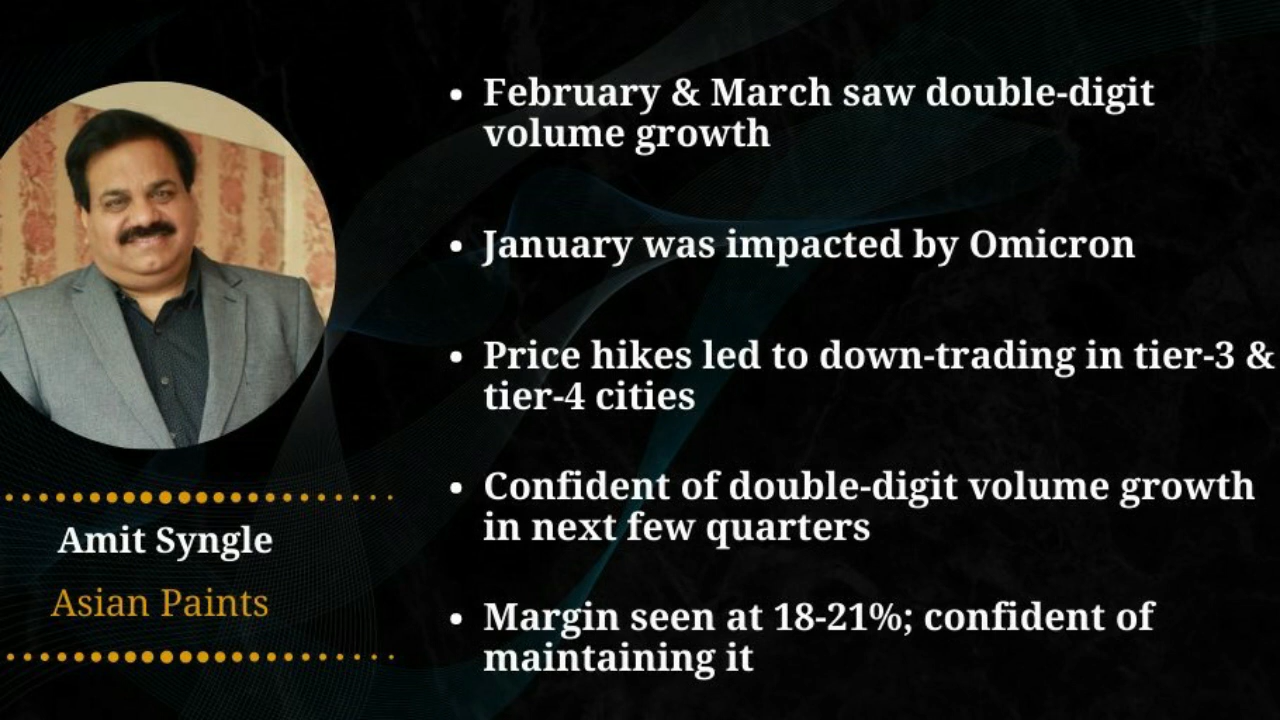 February & March saw double-digit
volume growth
January was impacted by Omicron
Price hikes led to down-trading in tier-3 &
tier-4 cities
Confident of double-digit volume growth
in next few quarters
Margin seen at 18-21%; confident of
maintaining it
Amit Syngle
Asian Paints